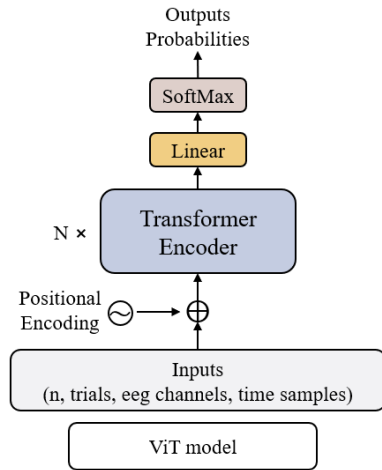 Outputs
Probabilities
SoftMax
Linear
N ×
Transformer
Encoder
Positional
Encoding
Inputs
(n, trials, eeg channels, time samples)
ViT model